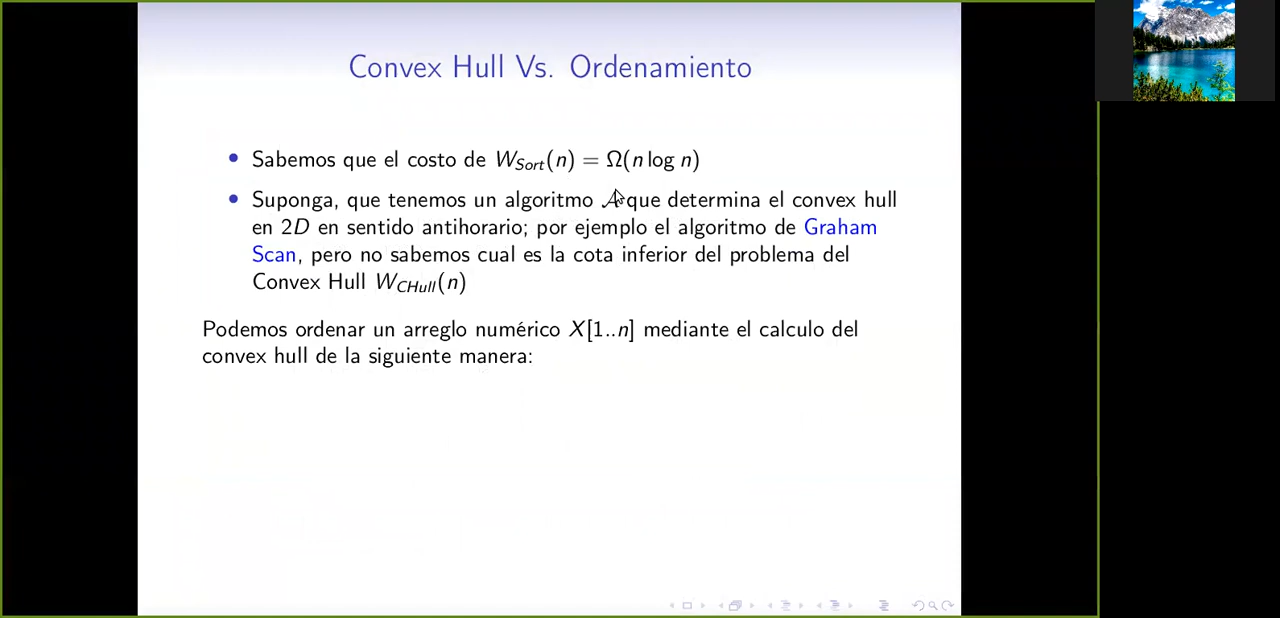 Convex Hull Vs. Ordenamiento
• Sabemos que el costo de W_Sort(n) = Ω(n log n)
• Suponga, que tenemos un algoritmo 𝒜 que determina el convex hull
en 2D en sentido antihorario; por ejemplo el algoritmo de Graham
Scan, pero no sabemos cual es la cota inferior del problema del
Convex Hull W_CHull(n)
Podemos ordenar un arreglo numérico X[1..n] mediante el calculo del
convex hull de la siguiente manera: